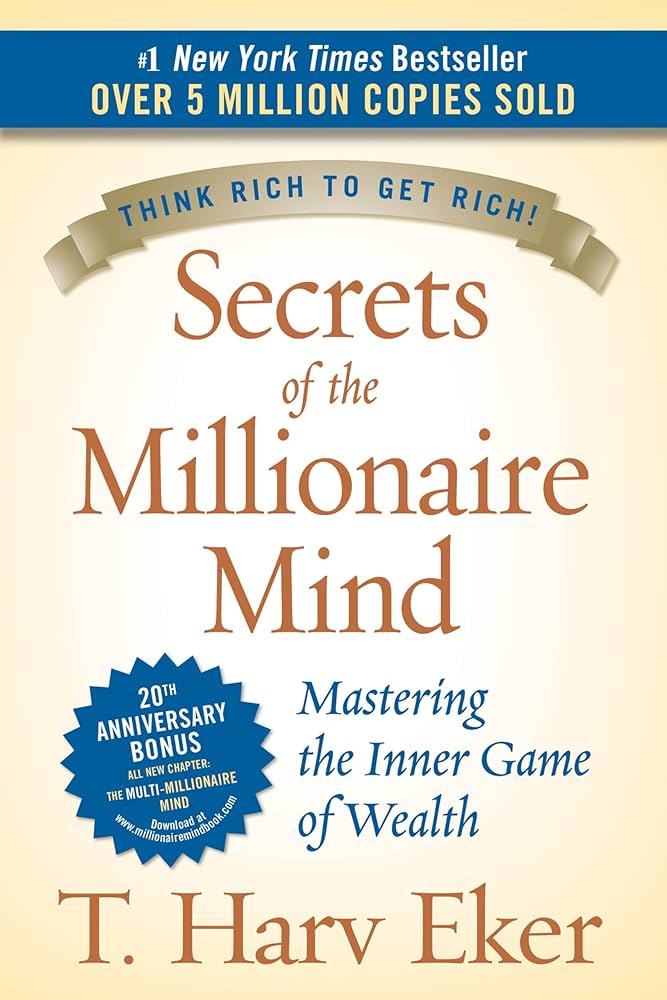 #1 New York Times Bestseller
OVER 5 MILLION COPIES SOLD
THINK RICH TO GET RICH!
Secrets
of the
Millionaire
Mind
20TH
ANNIVERSARY
BONUS
ALL NEW CHAPTER:
THE MULTI-MILLIONAIRE
MIND
Download at
www.millionairemindbook.com
Mastering
the Inner Game
of Wealth
T. Harv Eker